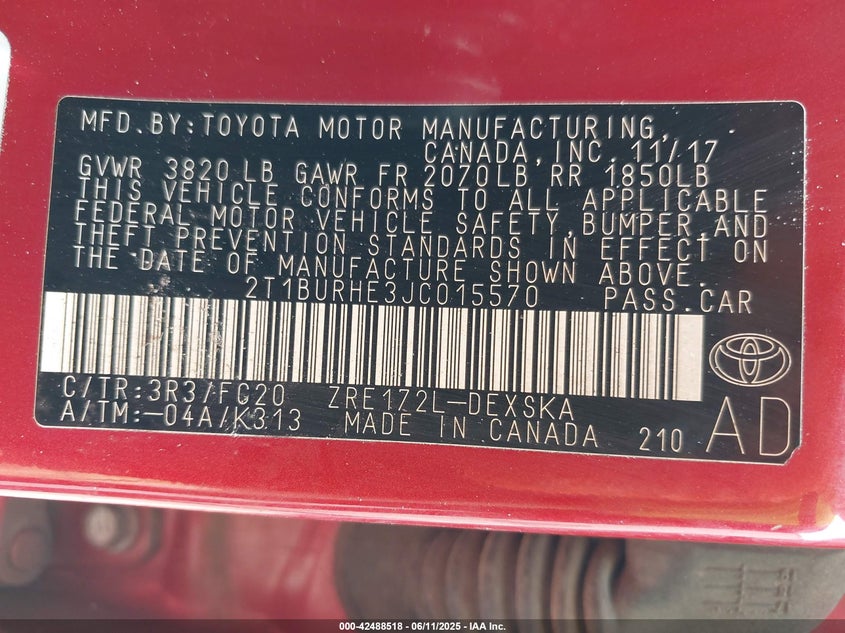 MFD.BY:TOYOTA MOTOR MANUFACTURING,
CANADA,INC. 11/17
GVWR 3820LB GAWR FR 2070LB RR 1850LB
THIS VEHICLE CONFORMS TO ALL APPLICABLE
FEDERAL MOTOR VEHICLE SAFETY,BUMPER,AND
THEFT PREVENTION STANDARDS IN EFFECT ON
THE DATE OF MANUFACTURE SHOWN ABOVE.
2T1BURHE3JC015570 PASS.CAR
C/TR:3R3/FC20 ZRE172L-DEXSKA
A/TM:-04A/K313 MADE IN CANADA 210 AD
000-42488518 - 06/11/2025 - IAA Inc.